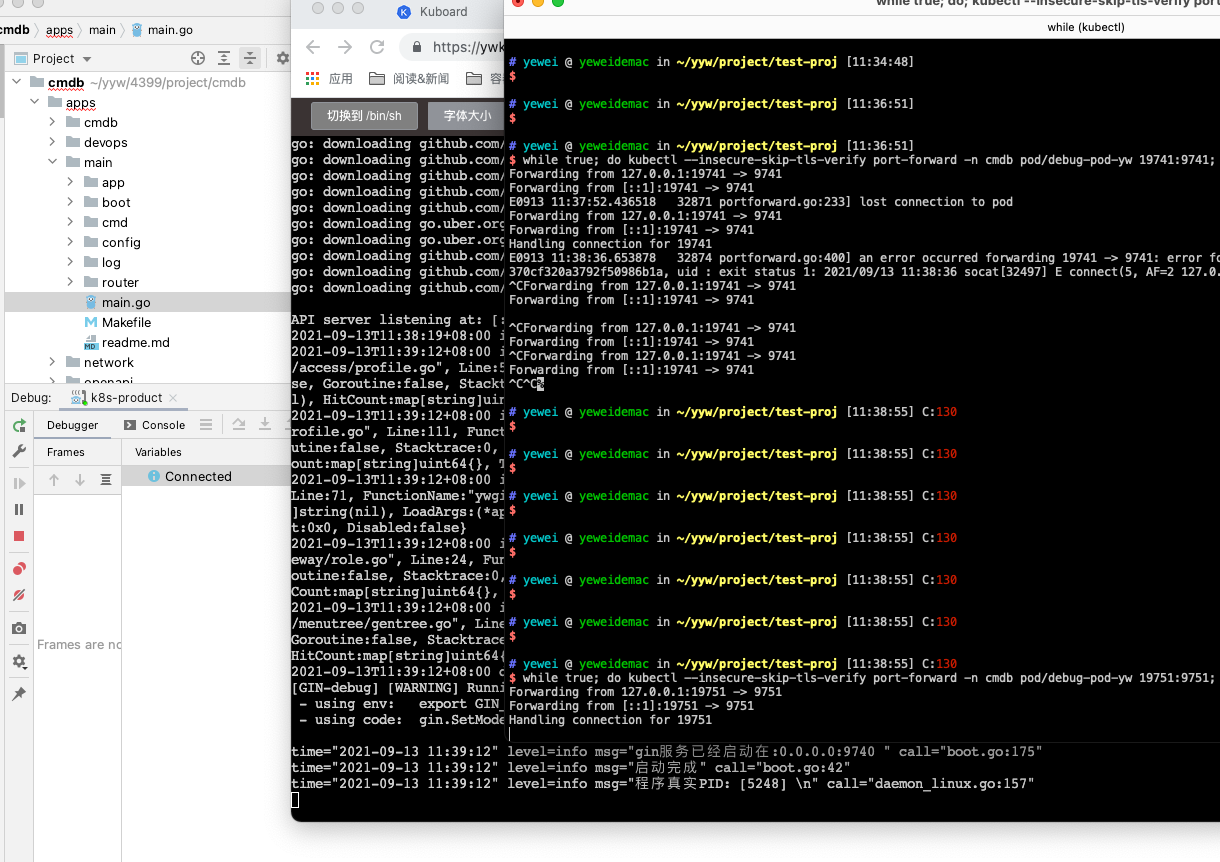 cmdb
apps
main
main.go
Project
cmdb ~/yyw/4399/project/cmdb
apps
cmdb
devops
main
app
boot
cmd
config
log
router
main.go
Makefile
readme.md
network
openapi
Debug:
k8s-product
Debugger
Console
Frames
Variables
Connected
Frames are no
Kuboard
https://ywk
应用
阅读&新闻
容
切换到 /bin/sh
字体大小
go: downloading github.com/
go: downloading github.com/
go: downloading github.com/
go: downloading github.com/
go: downloading github.com/
go: downloading go.uber.org
go: downloading go.uber.org
go: downloading github.com/
go: downloading github.com/
go: downloading github.com/
API server listening at: [:
2021-09-13T11:38:19+08:00 i
2021-09-13T11:39:12+08:00 i
/access/profile.go", Line:5
se, Goroutine:false, Stackt
l), HitCount:map[string]uin
2021-09-13T11:39:12+08:00 i
rofile.go", Line:111, Funct
utine:false, Stacktrace:0,
ount:map[string]uint64{}, T
2021-09-13T11:39:12+08:00 i
Line:71, FunctionName:"ywgi
]string(nil), LoadArgs:(*ap
t:0x0, Disabled:false}
2021-09-13T11:39:12+08:00 i
eway/role.go", Line:24, Fun
outine:false, Stacktrace:0,
Count:map[string]uint64{},
2021-09-13T11:39:12+08:00 i
/menutree/gentree.go", Line
Goroutine:false, Stacktrace
HitCount:map[string]uint64{
2021-09-13T11:39:12+08:00 d
[GIN-debug] [WARNING] Runni
- using env: export GIN_
- using code: gin.SetMode
time="2021-09-13 11:39:12" level=info msg="gin服务已经启动在:0.0.0.0:9740 " call="boot.go:175"
time="2021-09-13 11:39:12" level=info msg="启动完成" call="boot.go:42"
time="2021-09-13 11:39:12" level=info msg="程序真实PID: [5248] \n" call="daemon_linux.go:157"
while true; do; kubectl --insecure-skip-tls-verify port
while (kubectl)
# yewei @ yeweidemac in ~/yyw/project/test-proj [11:34:48]
$
# yewei @ yeweidemac in ~/yyw/project/test-proj [11:36:51]
$
# yewei @ yeweidemac in ~/yyw/project/test-proj [11:36:51]
$ while true; do kubectl --insecure-skip-tls-verify port-forward -n cmdb pod/debug-pod-yw 19741:9741;
Forwarding from 127.0.0.1:19741 -> 9741
Forwarding from [::1]:19741 -> 9741
E0913 11:37:52.436518 32871 portforward.go:233] lost connection to pod
Forwarding from 127.0.0.1:19741 -> 9741
Forwarding from [::1]:19741 -> 9741
Handling connection for 19741
E0913 11:38:36.653878 32874 portforward.go:400] an error occurred forwarding 19741 -> 9741: error fo
370cf320a3792f50986b1a, uid : exit status 1: 2021/09/13 11:38:36 socat[32497] E connect(5, AF=2 127.0.
^CForwarding from 127.0.0.1:19741 -> 9741
Forwarding from [::1]:19741 -> 9741
^CForwarding from 127.0.0.1:19741 -> 9741
Forwarding from [::1]:19741 -> 9741
^CForwarding from 127.0.0.1:19741 -> 9741
Forwarding from [::1]:19741 -> 9741
^C^C%
# yewei @ yeweidemac in ~/yyw/project/test-proj [11:38:55] C:130
$
# yewei @ yeweidemac in ~/yyw/project/test-proj [11:38:55] C:130
$
# yewei @ yeweidemac in ~/yyw/project/test-proj [11:38:55] C:130
$
# yewei @ yeweidemac in ~/yyw/project/test-proj [11:38:55] C:130
$
# yewei @ yeweidemac in ~/yyw/project/test-proj [11:38:55] C:130
$
# yewei @ yeweidemac in ~/yyw/project/test-proj [11:38:55] C:130
$
# yewei @ yeweidemac in ~/yyw/project/test-proj [11:38:55] C:130
$ while true; do kubectl --insecure-skip-tls-verify port-forward -n cmdb pod/debug-pod-yw 19751:9751;
Forwarding from 127.0.0.1:19751 -> 9751
Forwarding from [::1]:19751 -> 9751
Handling connection for 19751